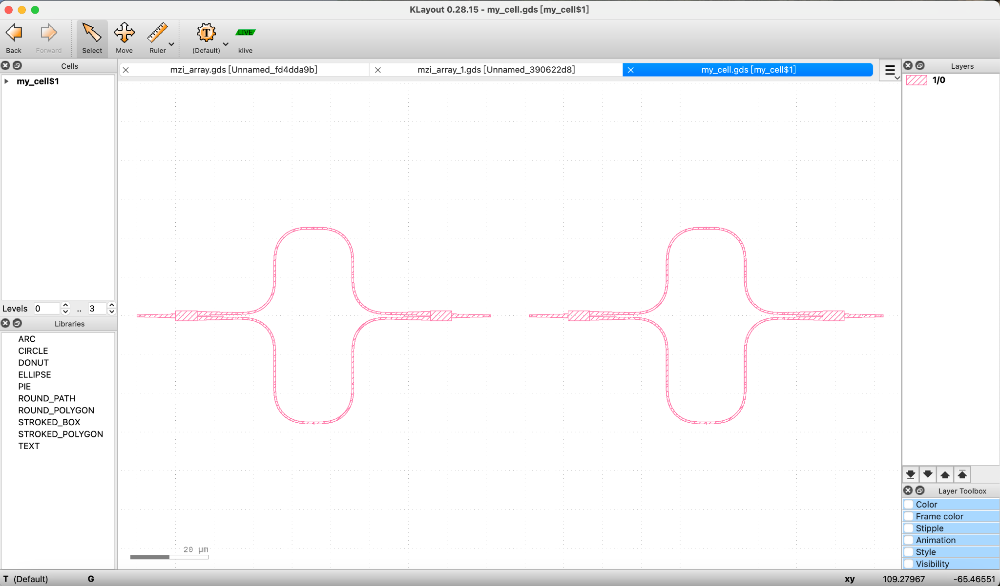 KLayout 0.28.15 - my_cell.gds [my_cell$1]
Back
Forward
Select
Move
Ruler
T
(Default)
LIVE
klive
Cells
mzi_array.gds [Unnamed_fd4dda9b]
mzi_array_1.gds [Unnamed_390622d8]
my_cell.gds [my_cell$1]
Layers
my_cell$1
1/0
Levels 0 .. 3
Libraries
ARC
CIRCLE
DONUT
ELLIPSE
PIE
ROUND_PATH
ROUND_POLYGON
STROKED_BOX
STROKED_POLYGON
TEXT
20 µm
Layer Toolbox
Color
Frame color
Stipple
Animation
Style
Visibility
T (Default) G xy 109.27967 -65.46551